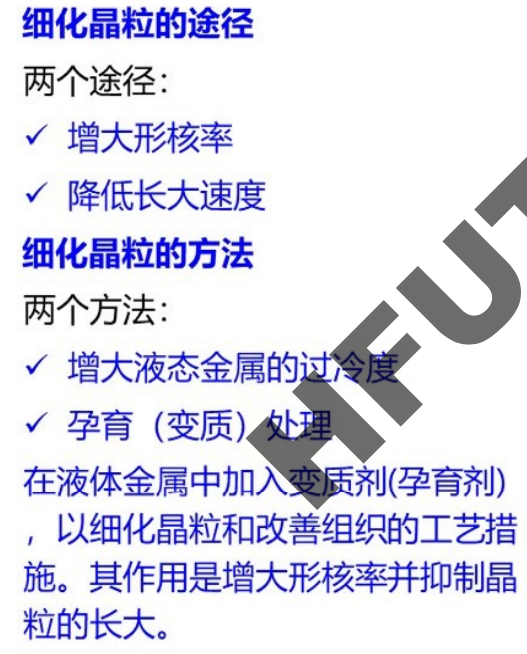 细化晶粒的途径
两个途径：
✓ 增大形核率
✓ 降低长大速度
细化晶粒的方法
两个方法：
✓ 增大液态金属的过冷度
✓ 孕育（变质）处理
在液体金属中加入变质剂(孕育剂)
，以细化晶粒和改善组织的工艺措
施。其作用是增大形核率并抑制晶
粒的长大。
HFUT